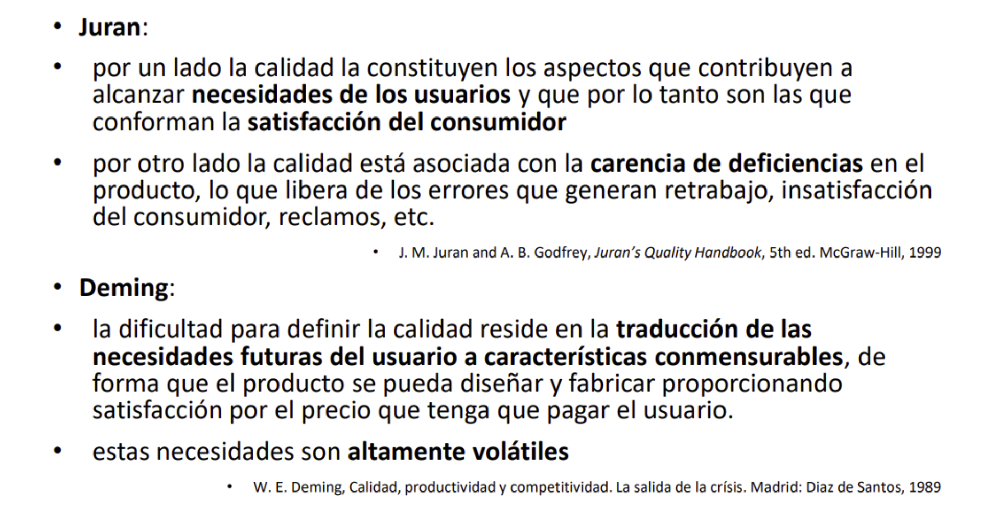 • Juran:
• por un lado la calidad la constituyen los aspectos que contribuyen a
alcanzar necesidades de los usuarios y que por lo tanto son las que
conforman la satisfacción del consumidor
• por otro lado la calidad está asociada con la carencia de deficiencias en el
producto, lo que libera de los errores que generan retrabajo, insatisfacción
del consumidor, reclamos, etc.
• J. M. Juran and A. B. Godfrey, Juran’s Quality Handbook, 5th ed. McGraw-Hill, 1999
• Deming:
• la dificultad para definir la calidad reside en la traducción de las
necesidades futuras del usuario a características conmensurables, de
forma que el producto se pueda diseñar y fabricar proporcionando
satisfacción por el precio que tenga que pagar el usuario.
• estas necesidades son altamente volátiles
• W. E. Deming, Calidad, productividad y competitividad. La salida de la crísis. Madrid: Diaz de Santos, 1989